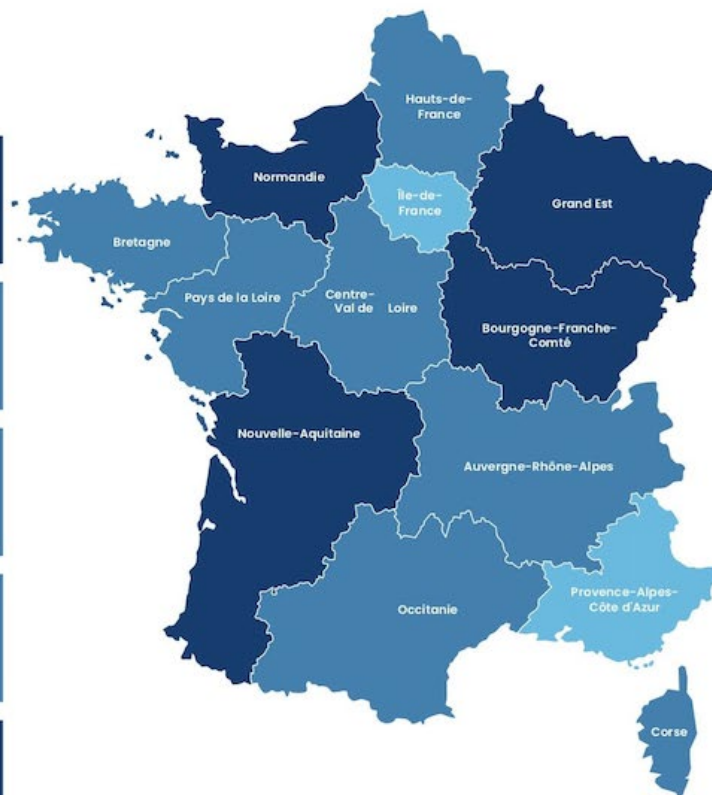 Hauts-de-
France
Normandie
Île-de-
France
Grand Est
Bretagne
Pays de la Loire
Centre-
Val de Loire
Bourgogne-Franche-
Comté
Nouvelle-Aquitaine
Auvergne-Rhône-Alpes
Provence-Alpes-
Côte d'Azur
Occitanie
Corse